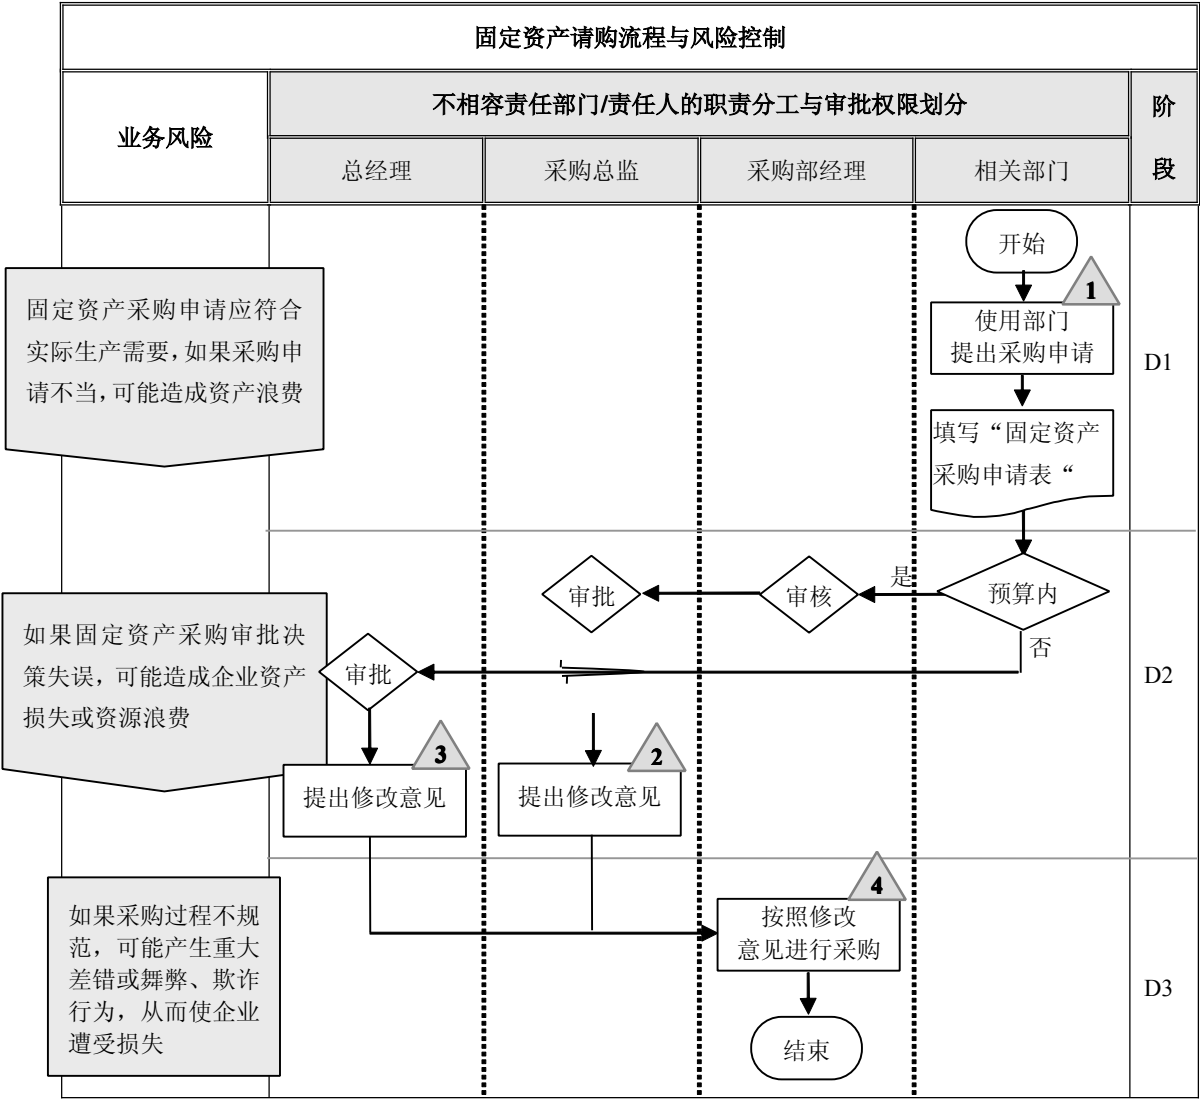 固定资产请购流程与风险控制
业务风险
不相容责任部门/责任人的职责分工与审批权限划分
阶
段
总经理
采购总监
采购部经理
相关部门
开始
1
使用部门
提出采购申请
固定资产采购申请应符合
实际生产需要，如果采购申
请不当，可能造成资产浪费
D1
填写“固定资产
采购申请表“
预算内
是
审核
审批
否
如果固定资产采购审批决
策失误，可能造成企业资产
损失或资源浪费
审批
D2
3
提出修改意见
2
提出修改意见
4
按照修改
意见进行采购
如果采购过程不规
范，可能产生重大
差错或舞弊、欺诈
行为，从而使企业
遭受损失
D3
结束